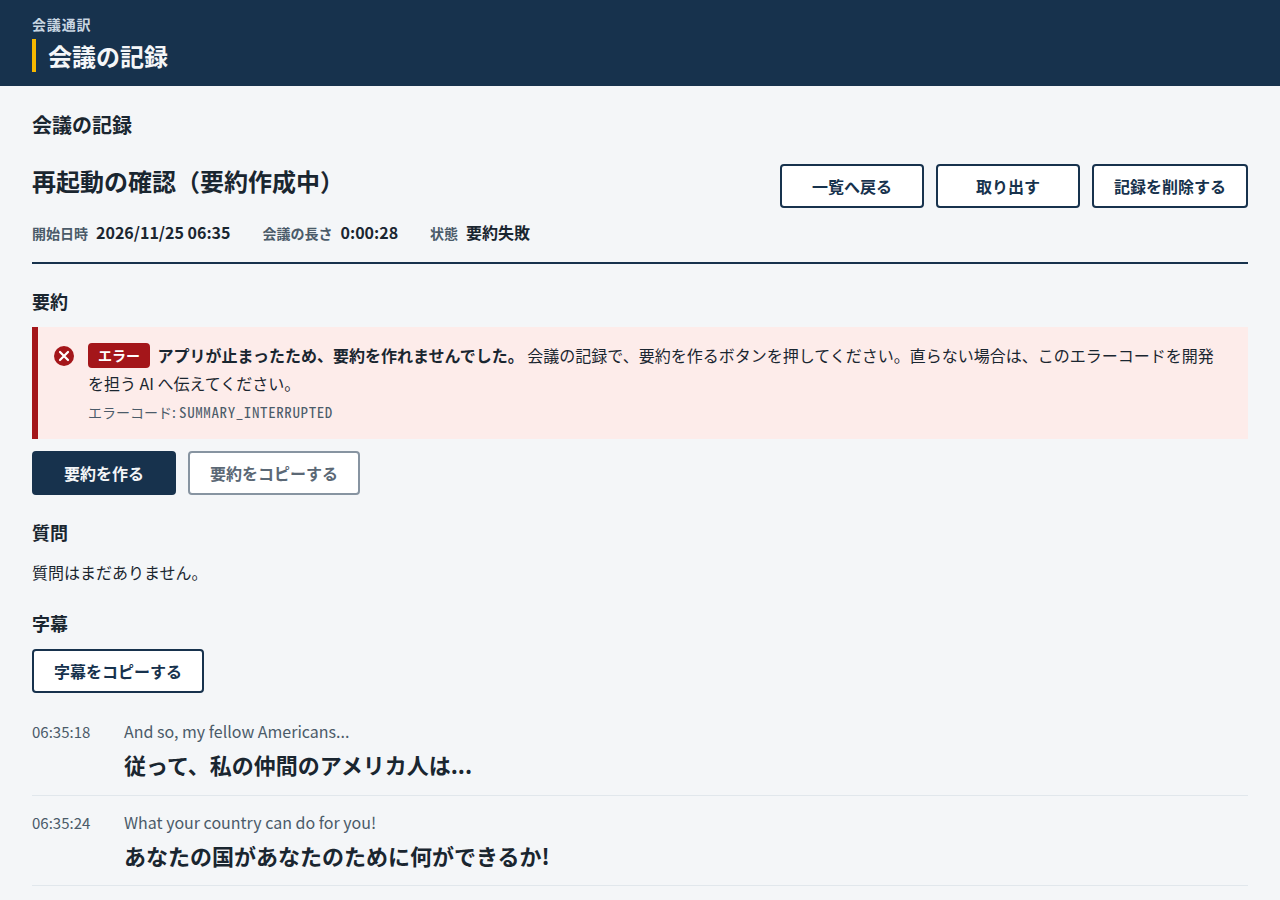 会議通訳
会議の記録
会議の記録
再起動の確認（要約作成中）
一覧へ戻る
取り出す
記録を削除する
開始日時 2026/11/25 06:35 会議の長さ 0:00:28 状態 要約失敗
要約
エラー アプリが止まったため、要約を作れませんでした。 会議の記録で、要約を作るボタンを押してください。直らない場合は、このエラーコードを開発
を担う AI へ伝えてください。
エラーコード: SUMMARY_INTERRUPTED
要約を作る
要約をコピーする
質問
質問はまだありません。
字幕
字幕をコピーする
06:35:18 And so, my fellow Americans...
従って、私の仲間のアメリカ人は...
06:35:24 What your country can do for you!
あなたの国があなたのために何ができるか!